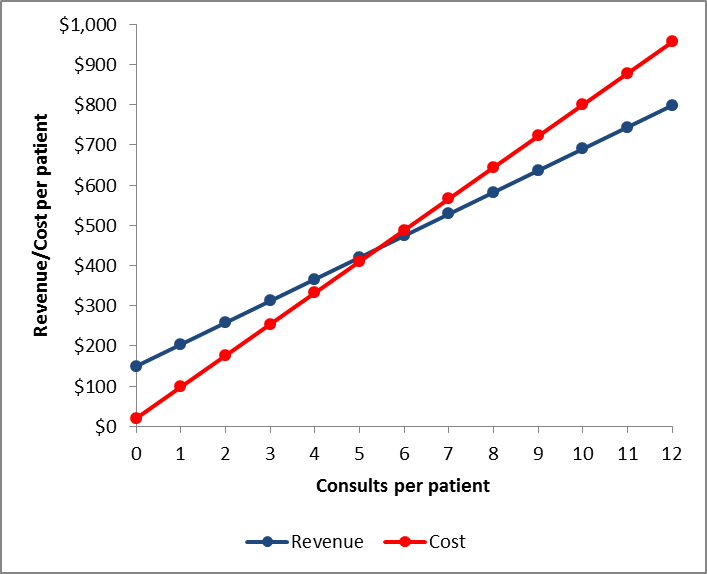 $1,000
$900
$800
$700
$600
$500
$400
$300
$200
$100
$0
Revenue/Cost per patient
0 1 2 3 4 5 6 7 8 9 10 11 12
Consults per patient
Revenue Cost